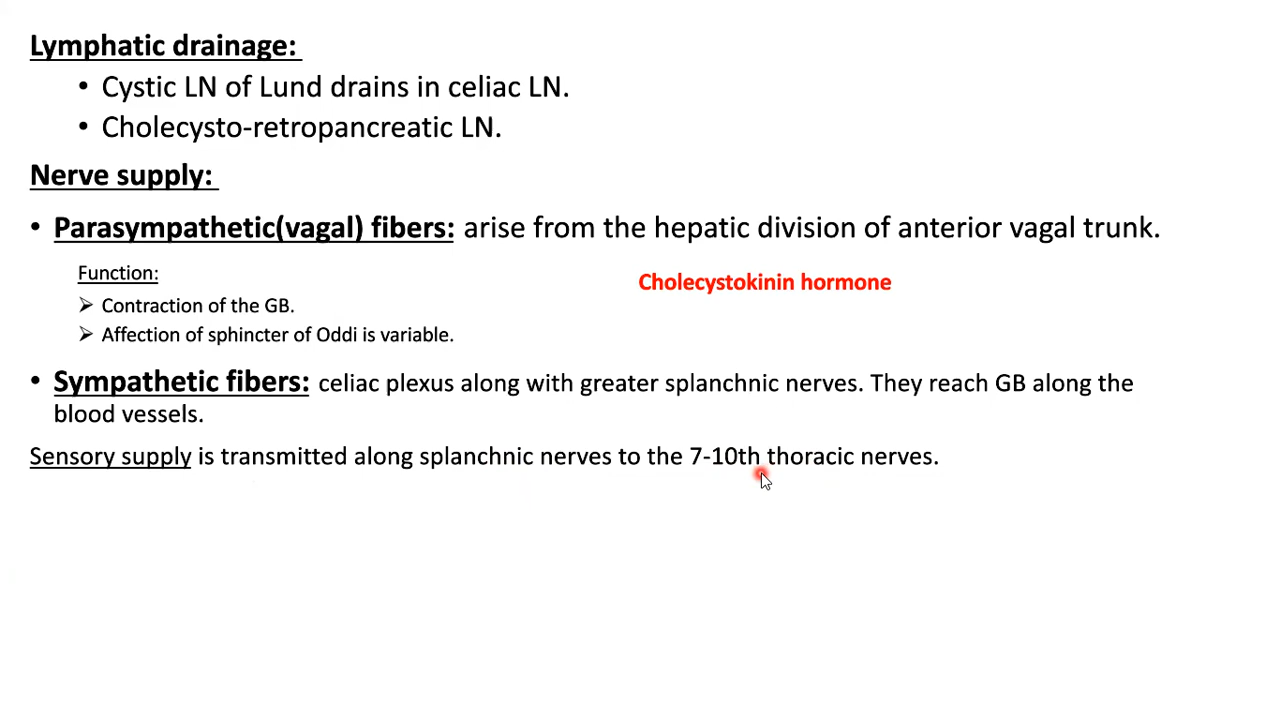 Lymphatic drainage:
• Cystic LN of Lund drains in celiac LN.
• Cholecysto-retropancreatic LN.
Nerve supply:
• Parasympathetic(vagal) fibers: arise from the hepatic division of anterior vagal trunk.
Function:
Cholecystokinin hormone
➢ Contraction of the GB.
➢ Affection of sphincter of Oddi is variable.
• Sympathetic fibers: celiac plexus along with greater splanchnic nerves. They reach GB along the
blood vessels.
Sensory supply is transmitted along splanchnic nerves to the 7-10th thoracic nerves.